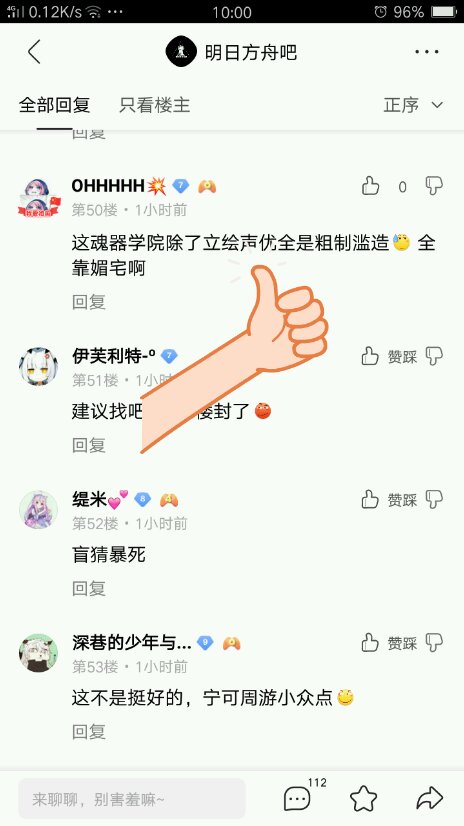 4G 0.12K/s ··· 10:00 96%
明日方舟吧 ···
全部回复 只看楼主 正序
回复
OHHHHH💥 7
第50楼 · 1小时前 0
这魂器学院除了立绘声优全是粗制滥造😓 全
靠媚宅啊
回复
伊芙利特-º 7 赞踩
第51楼 · 1小时
建议找吧 楼封了
回复
缇米💕 8 4 赞踩
第52楼 · 1小时前
盲猜暴死
回复
深巷的少年与... 9 赞踩
第53楼 · 1小时前
这不是挺好的，宁可周游小众点
回复
来聊聊，别害羞嘛~ 112